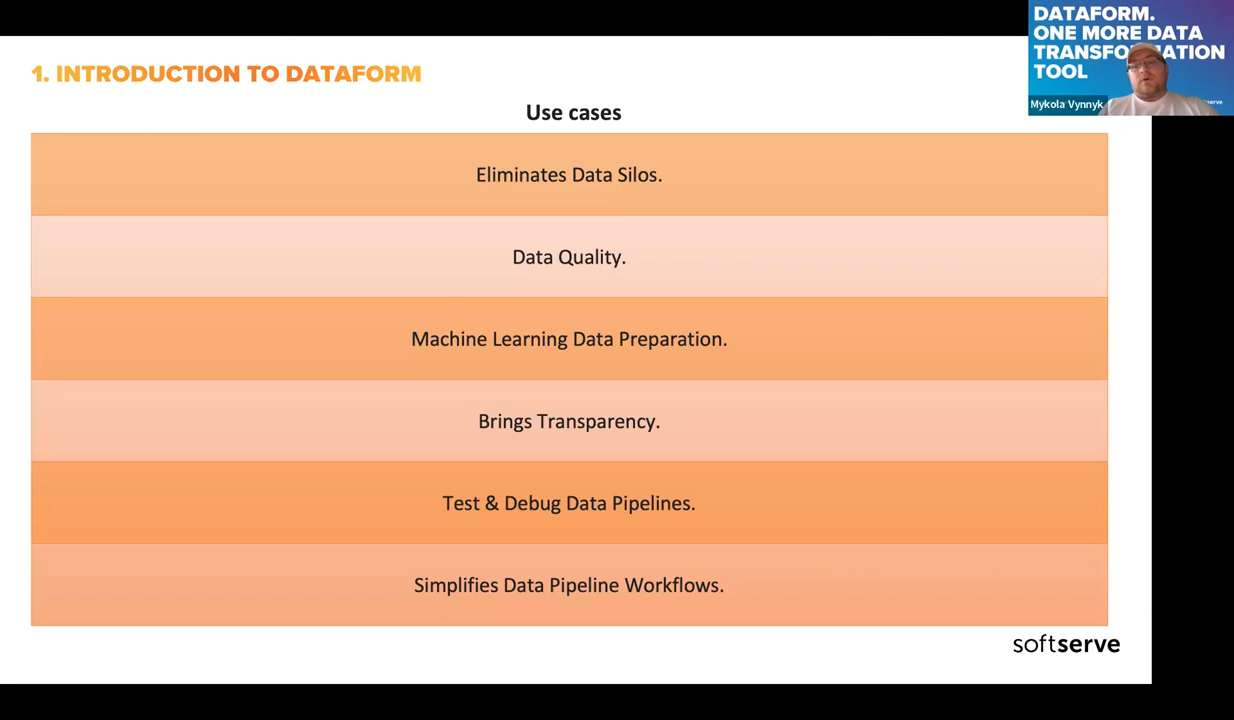 DATAFORM.
ONE MORE DATA
TRANSFORMATION
TOOL
Mykola Vynnyk
1. INTRODUCTION TO DATAFORM
Use cases
Eliminates Data Silos.
Data Quality.
Machine Learning Data Preparation.
Brings Transparency.
Test & Debug Data Pipelines.
Simplifies Data Pipeline Workflows.
softserve